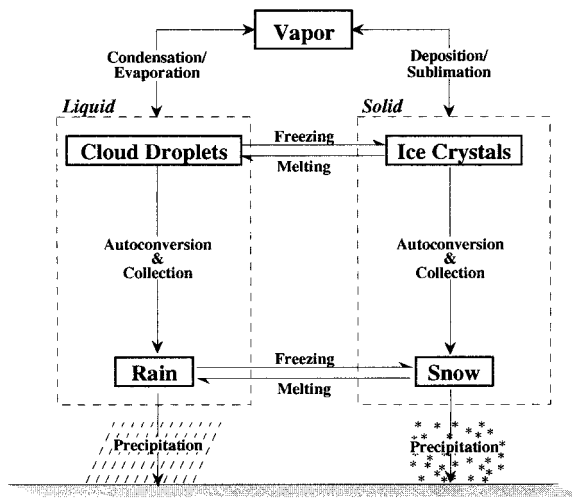 Vapor
Condensation/
Evaporation
Deposition/
Sublimation
Liquid
Solid
Cloud Droplets
Freezing
Melting
Ice Crystals
Autoconversion
&
Collection
Autoconversion
&
Collection
Rain
Freezing
Melting
Snow
Precipitation
Precipitation